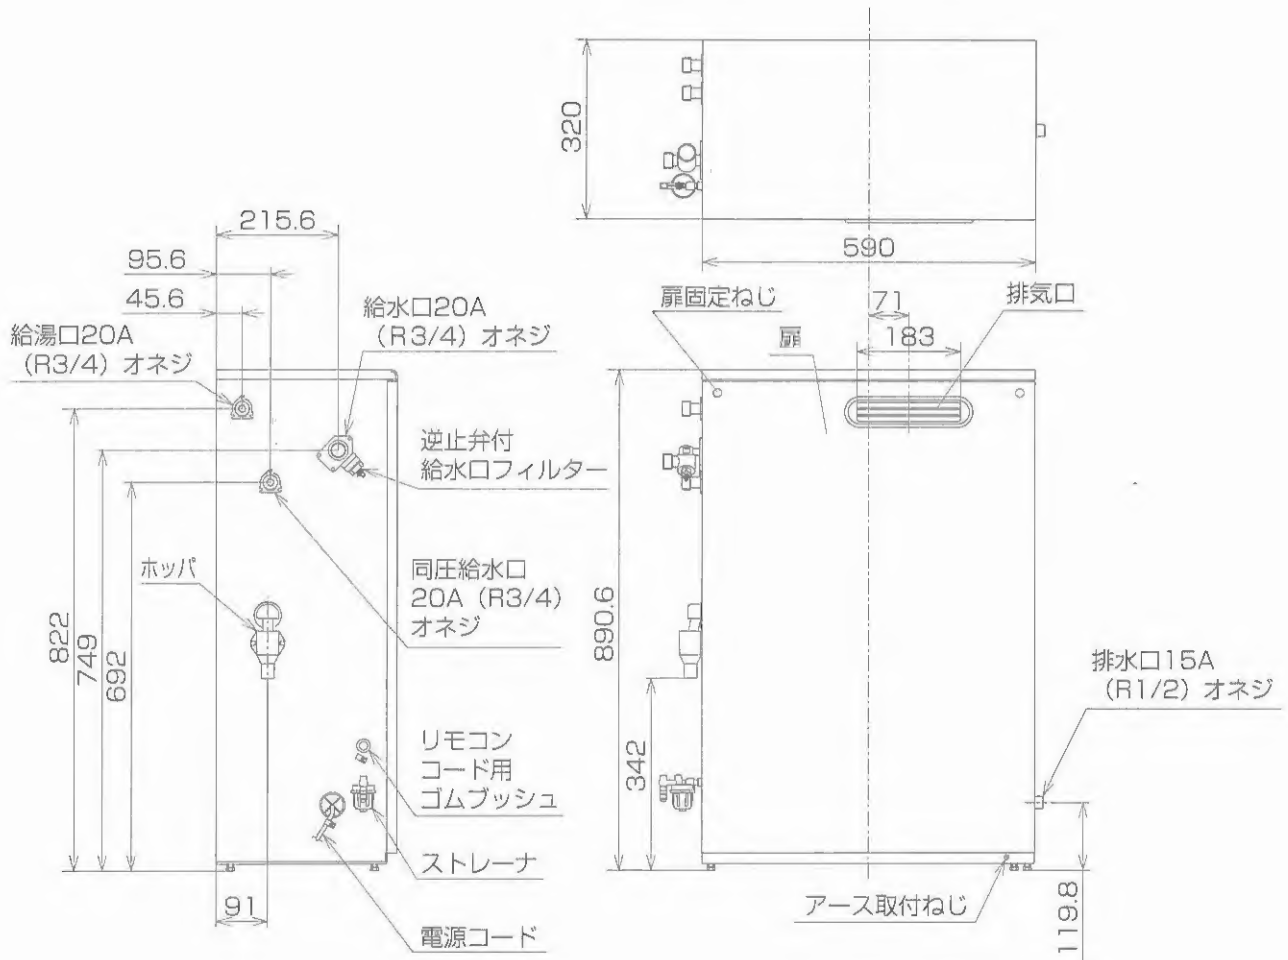 320
590
215.6
95.6
45.6
給水口20A
（R3/4）オネジ
給湯口20A
（R3/4）オネジ
逆止弁付
給水口フィルター
同圧給水口
20A（R3/4）
オネジ
ホッパ
822
749
692
リモコン
コード用
ゴムブッシュ
ストレーナ
電源コード
91
扉固定ねじ
扉
71
183
排気口
890.6
342
排水口15A
（R1/2）オネジ
119.8
アース取付ねじ